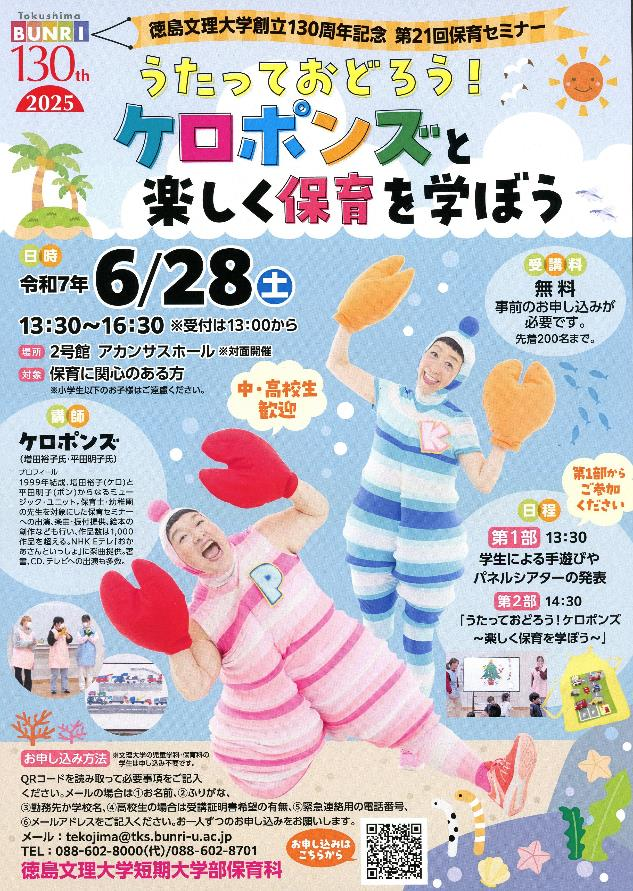 Tokushima
BUNRI
130th
2025
徳島文理大学創立130周年記念 第21回保育セミナー
うたっておどろう!
ケロポンズと
楽しく保育を学ぼう
日時
令和7年 6/28 土
13:30〜16:30 ※受付は13:00から
場所 2号館 アカンサスホール ※対面開催
対象 保育に関心のある方
※小学生以下のお子様はご遠慮ください。
受講料
無料
事前のお申し込みが
必要です。
先着200名まで。
中・高校生
歓迎
講師
ケロポンズ
(増田裕子氏・平田明子氏)
プロフィール
1999年結成。増田裕子(ケロ)と
平田明子(ポン)からなるミュー
ジック・ユニット。保育士・幼稚園
の先生を対象にした保育セミナー
への出演、楽曲・振付提供、絵本の
創作なども行い、作品数は1,000
作品を超える。NHK Eテレ「おか
あさんといっしょ」に楽曲提供。著
書、CD、テレビへの出演も多数。
K
P
第1部から
ご参加
ください
日程
第1部 13:30
学生による手遊びや
パネルシアターの発表
第2部 14:30
「うたっておどろう!ケロポンズ
〜楽しく保育を学ぼう〜」
お申し込み方法 ※文理大学の児童学科・保育科の
学生は申し込み不要です。
QRコードを読み取って必要事項をご記入
ください。メールの場合は①お名前、②ふりがな、
③勤務先か学校名、④高校生の場合は受講証明書希望の有無、⑤緊急連絡用の電話番号、
⑥メールアドレスをご記入ください。お一人ずつのお申し込みをお願いします。
メール:tekojima@tks.bunri-u.ac.jp
TEL:088-602-8000(代)/088-602-8701
徳島文理大学短期大学部保育科
お申し込みは
こちらから